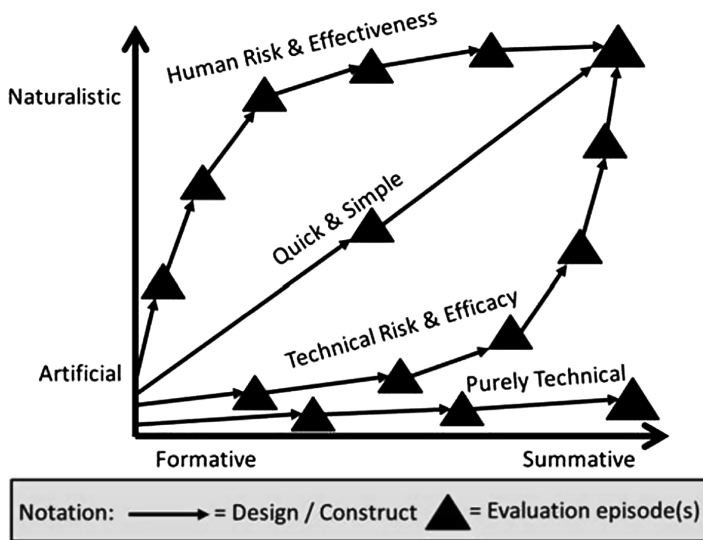 Human Risk & Effectiveness
Naturalistic
Quick & Simple
Technical Risk & Efficacy
Artificial
Purely Technical
Formative
Summative
Notation: = Design / Construct = Evaluation episode(s)